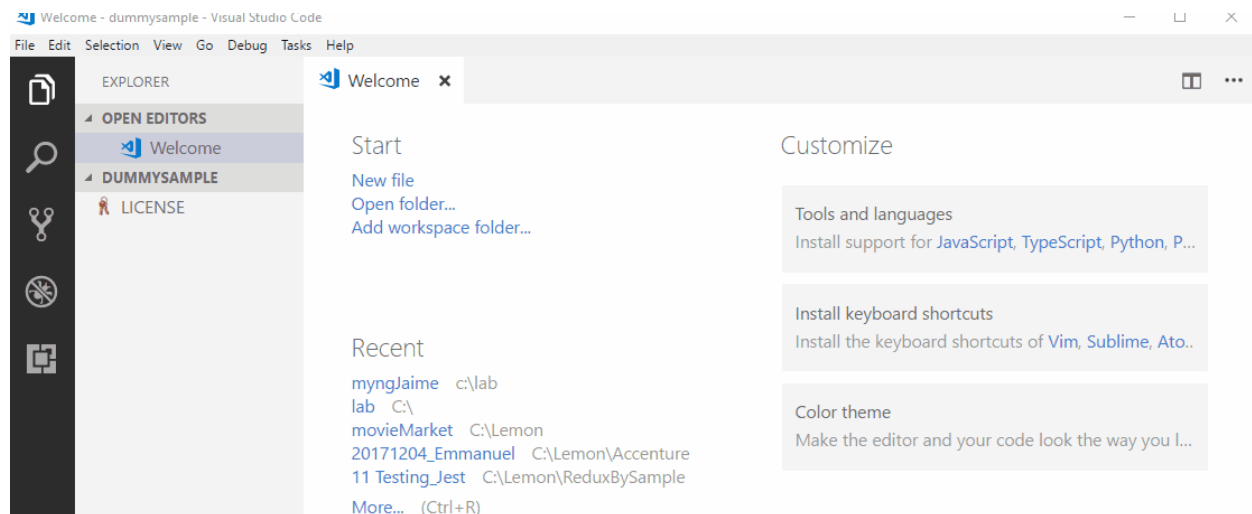 Welcome - dummysample - Visual Studio Code
File Edit Selection View Go Debug Tasks Help
EXPLORER
OPEN EDITORS
Welcome
DUMMYSAMPLE
LICENSE
Welcome
Start
New file
Open folder...
Add workspace folder...
Recent
myngJaime c:\lab
lab C:\
movieMarket C:\Lemon
20171204_Emmanuel C:\Lemon\Accenture
11 Testing_Jest C:\Lemon\ReduxBySample
More... (Ctrl+R)
Customize
Tools and languages
Install support for JavaScript, TypeScript, Python, P...
Install keyboard shortcuts
Install the keyboard shortcuts of Vim, Sublime, Ato..
Color theme
Make the editor and your code look the way you l...